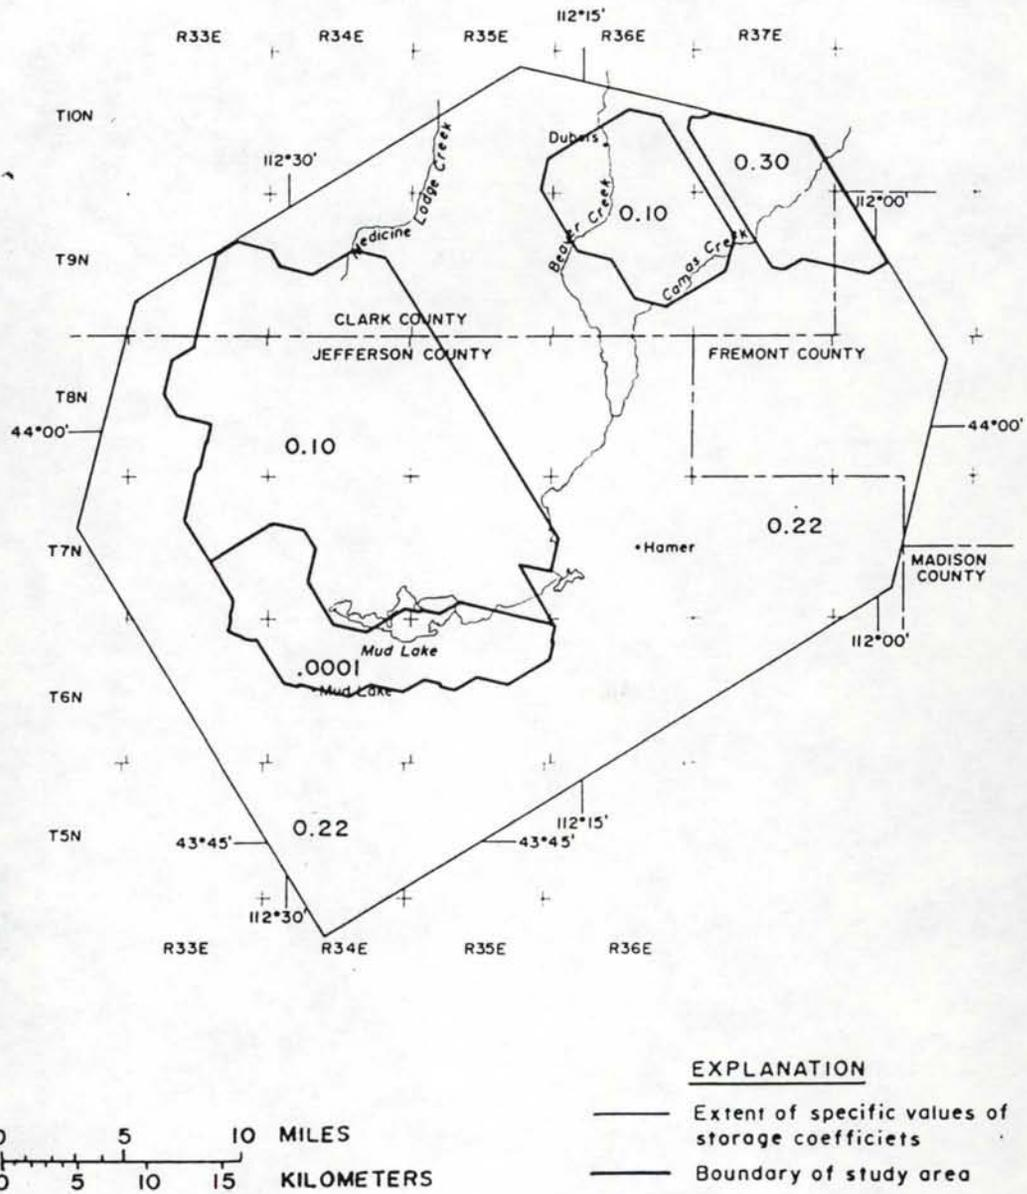 112°15'
R33E R34E R35E R36E R37E
T10N
Dubois
112°30'
Medicine Lodge Creek
0.30
Beaver Creek
0.10
112°00'
Camas Creek
T9N
CLARK COUNTY
JEFFERSON COUNTY
FREMONT COUNTY
T8N
44°00'
44°00'
0.10
0.22
T7N
Hamer
MADISON
COUNTY
112°00'
Mud Lake
.0001
Mud Lake
T6N
T5N
0.22
112°15'
43°45'
43°45'
112°30'
R33E R34E R35E R36E
EXPLANATION
Extent of specific values of
storage coefficiets
Boundary of study area
0 5 10 MILES
0 5 10 15 KILOMETERS